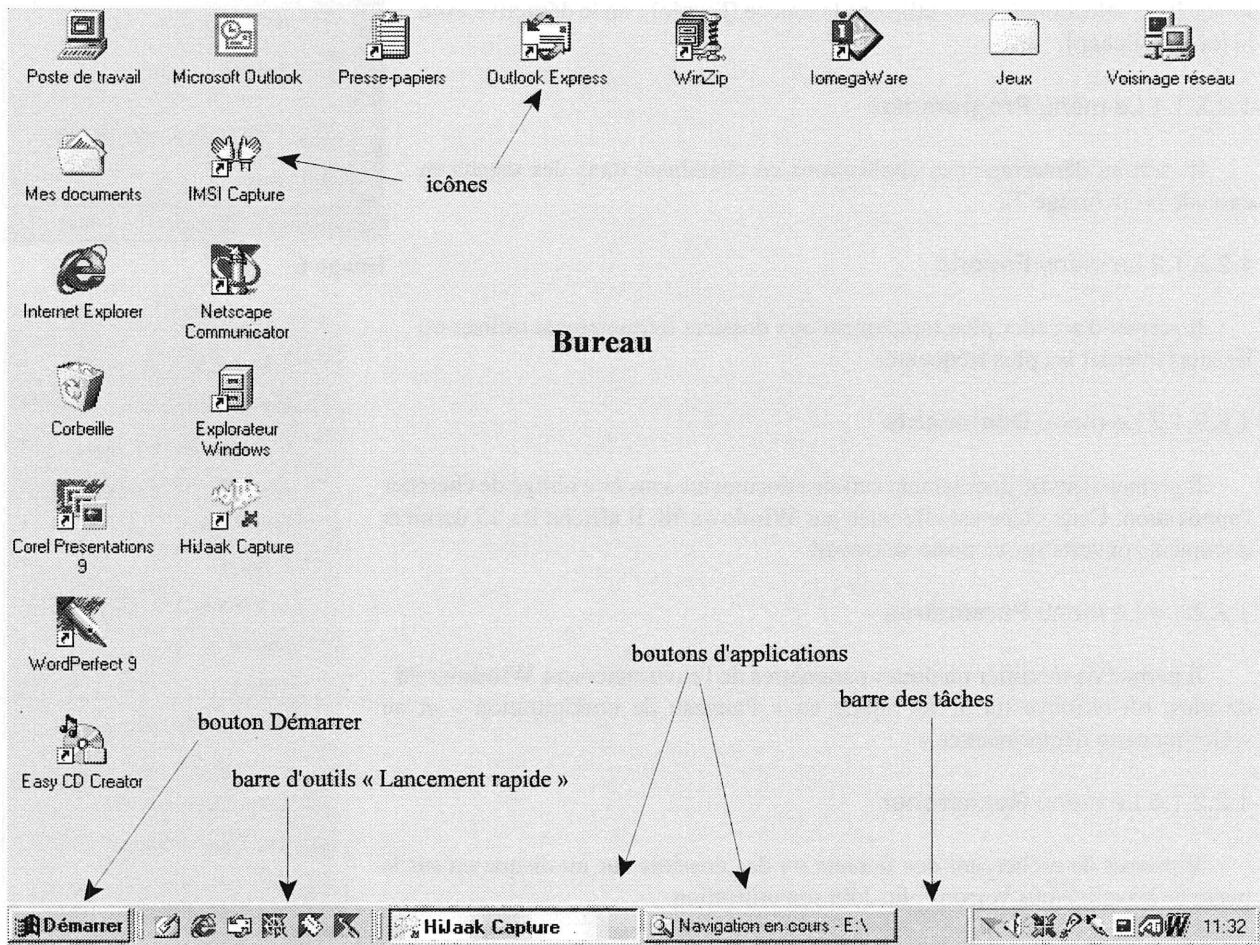 Poste de travail
Microsoft Outlook
Presse-papiers
Outlook Express
WinZip
IomegaWare
Jeux
Voisinage réseau
Mes documents
IMSI Capture
icônes
Internet Explorer
Netscape
Communicator
Bureau
Corbeille
Explorateur
Windows
Corel Presentations
9
HiJaak Capture
WordPerfect 9
boutons d'applications
barre des tâches
bouton Démarrer
Easy CD Creator
barre d'outils « Lancement rapide »
Démarrer
HiJaak Capture
Navigation en cours - E:\
11:32